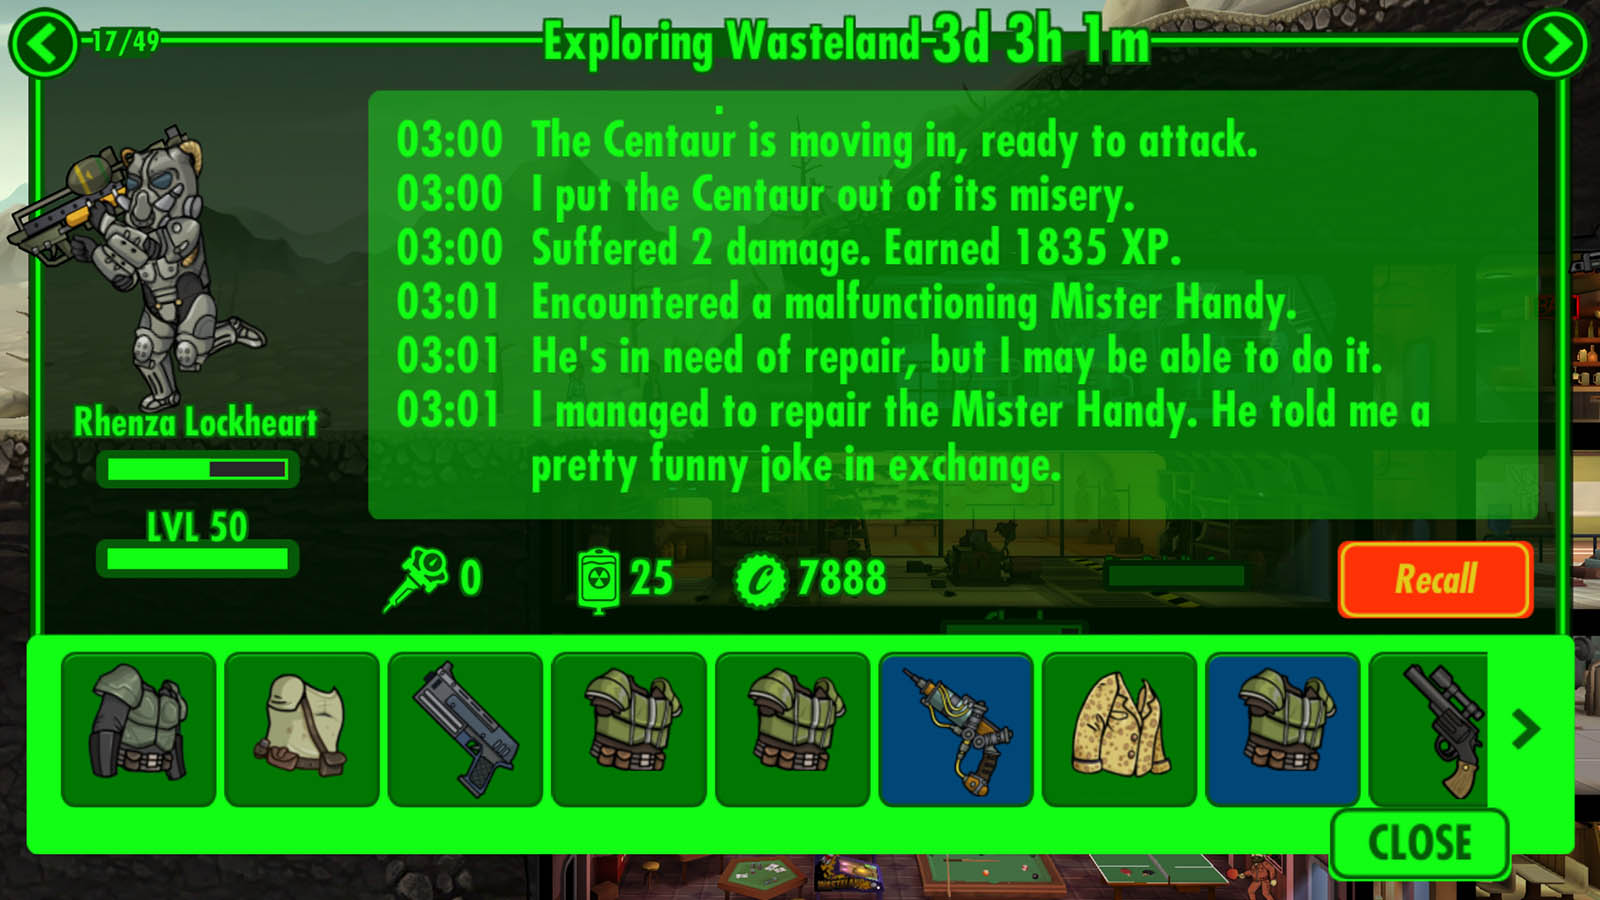 17/49
Exploring Wasteland 3d 3h 1m
03:00 The Centaur is moving in, ready to attack.
03:00 I put the Centaur out of its misery.
03:00 Suffered 2 damage. Earned 1835 XP.
03:01 Encountered a malfunctioning Mister Handy.
03:01 He's in need of repair, but I may be able to do it.
03:01 I managed to repair the Mister Handy. He told me a
pretty funny joke in exchange.
Rhenza Lockheart
LVL 50
0
25
7888
Recall
CLOSE
WASTELAND